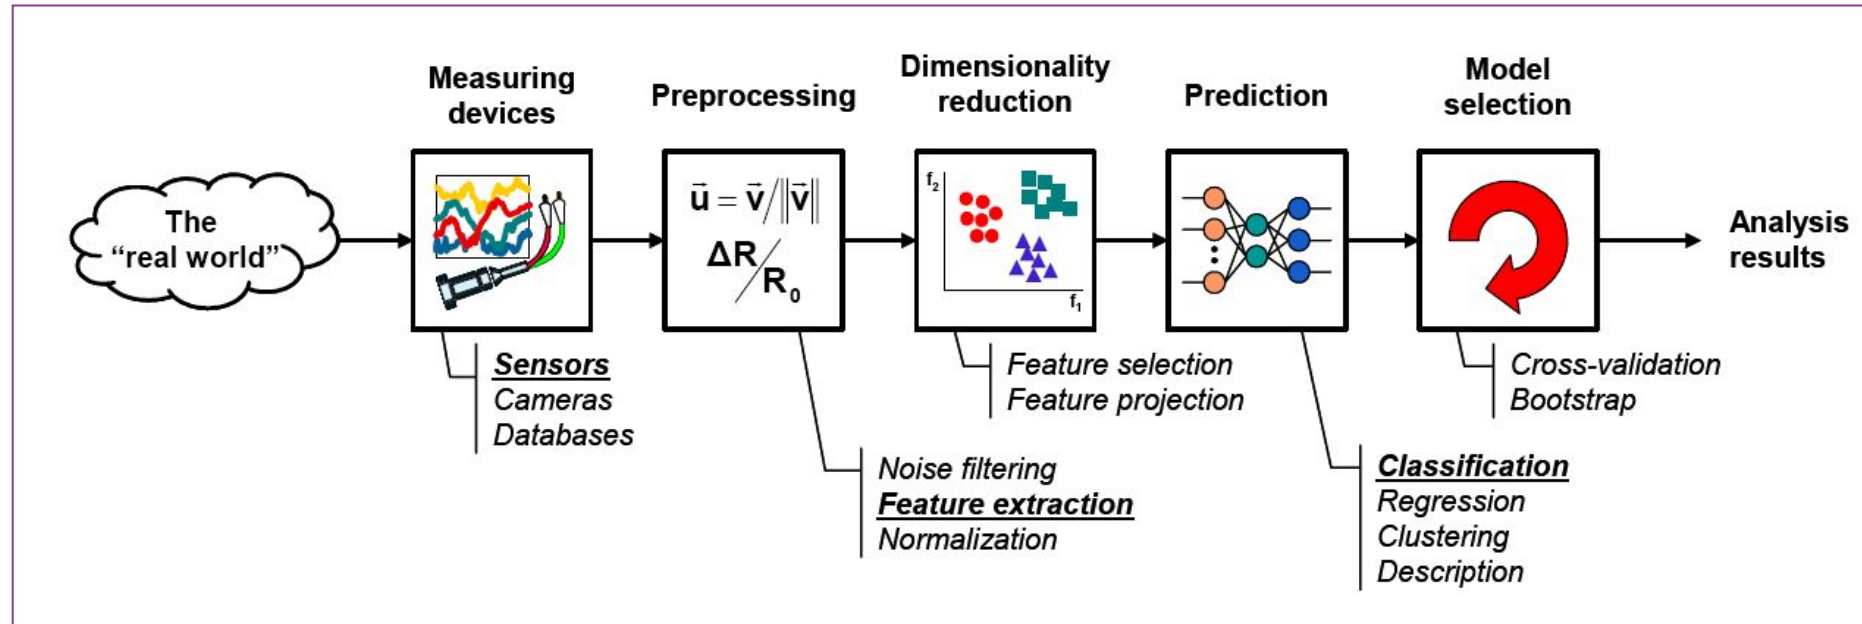 Measuring
devices
Preprocessing
Dimensionality
reduction
Prediction
Model
selection
The
“real world”
u⃗ = v⃗/‖v⃗‖
ΔR/R₀
f₂
f₁
Analysis
results
Sensors
Cameras
Databases
Noise filtering
Feature extraction
Normalization
Feature selection
Feature projection
Classification
Regression
Clustering
Description
Cross-validation
Bootstrap